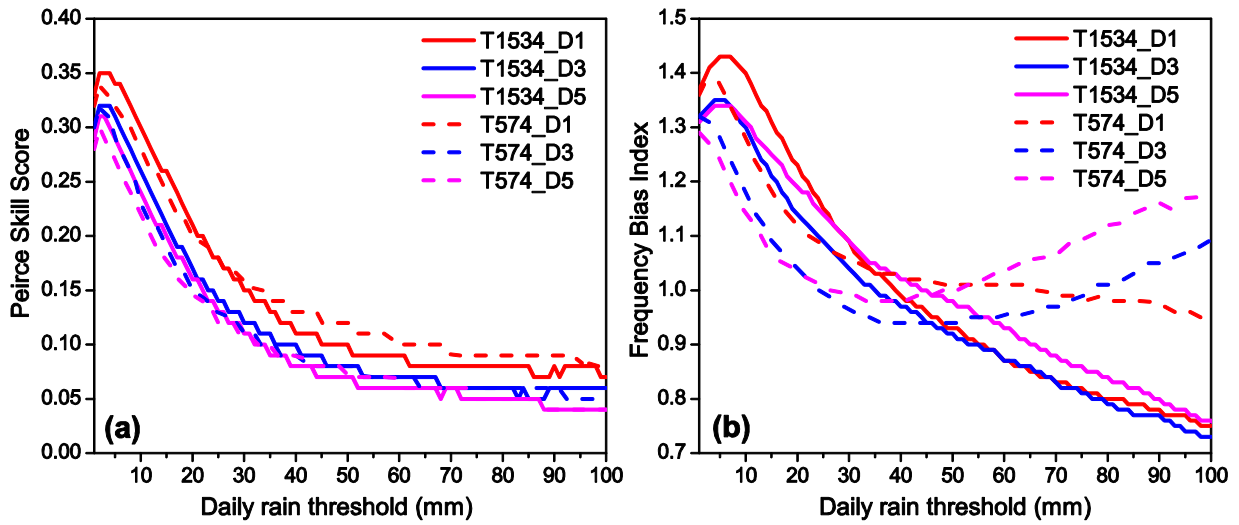 0.40
0.35
0.30
0.25
0.20
0.15
0.10
0.05
0.00
Peirce Skill Score
T1534_D1
T1534_D3
T1534_D5
T574_D1
T574_D3
T574_D5
(a)
10 20 30 40 50 60 70 80 90 100
Daily rain threshold (mm)
1.5
1.4
1.3
1.2
1.1
1.0
0.9
0.8
0.7
Frequency Bias Index
T1534_D1
T1534_D3
T1534_D5
T574_D1
T574_D3
T574_D5
(b)
10 20 30 40 50 60 70 80 90 100
Daily rain threshold (mm)